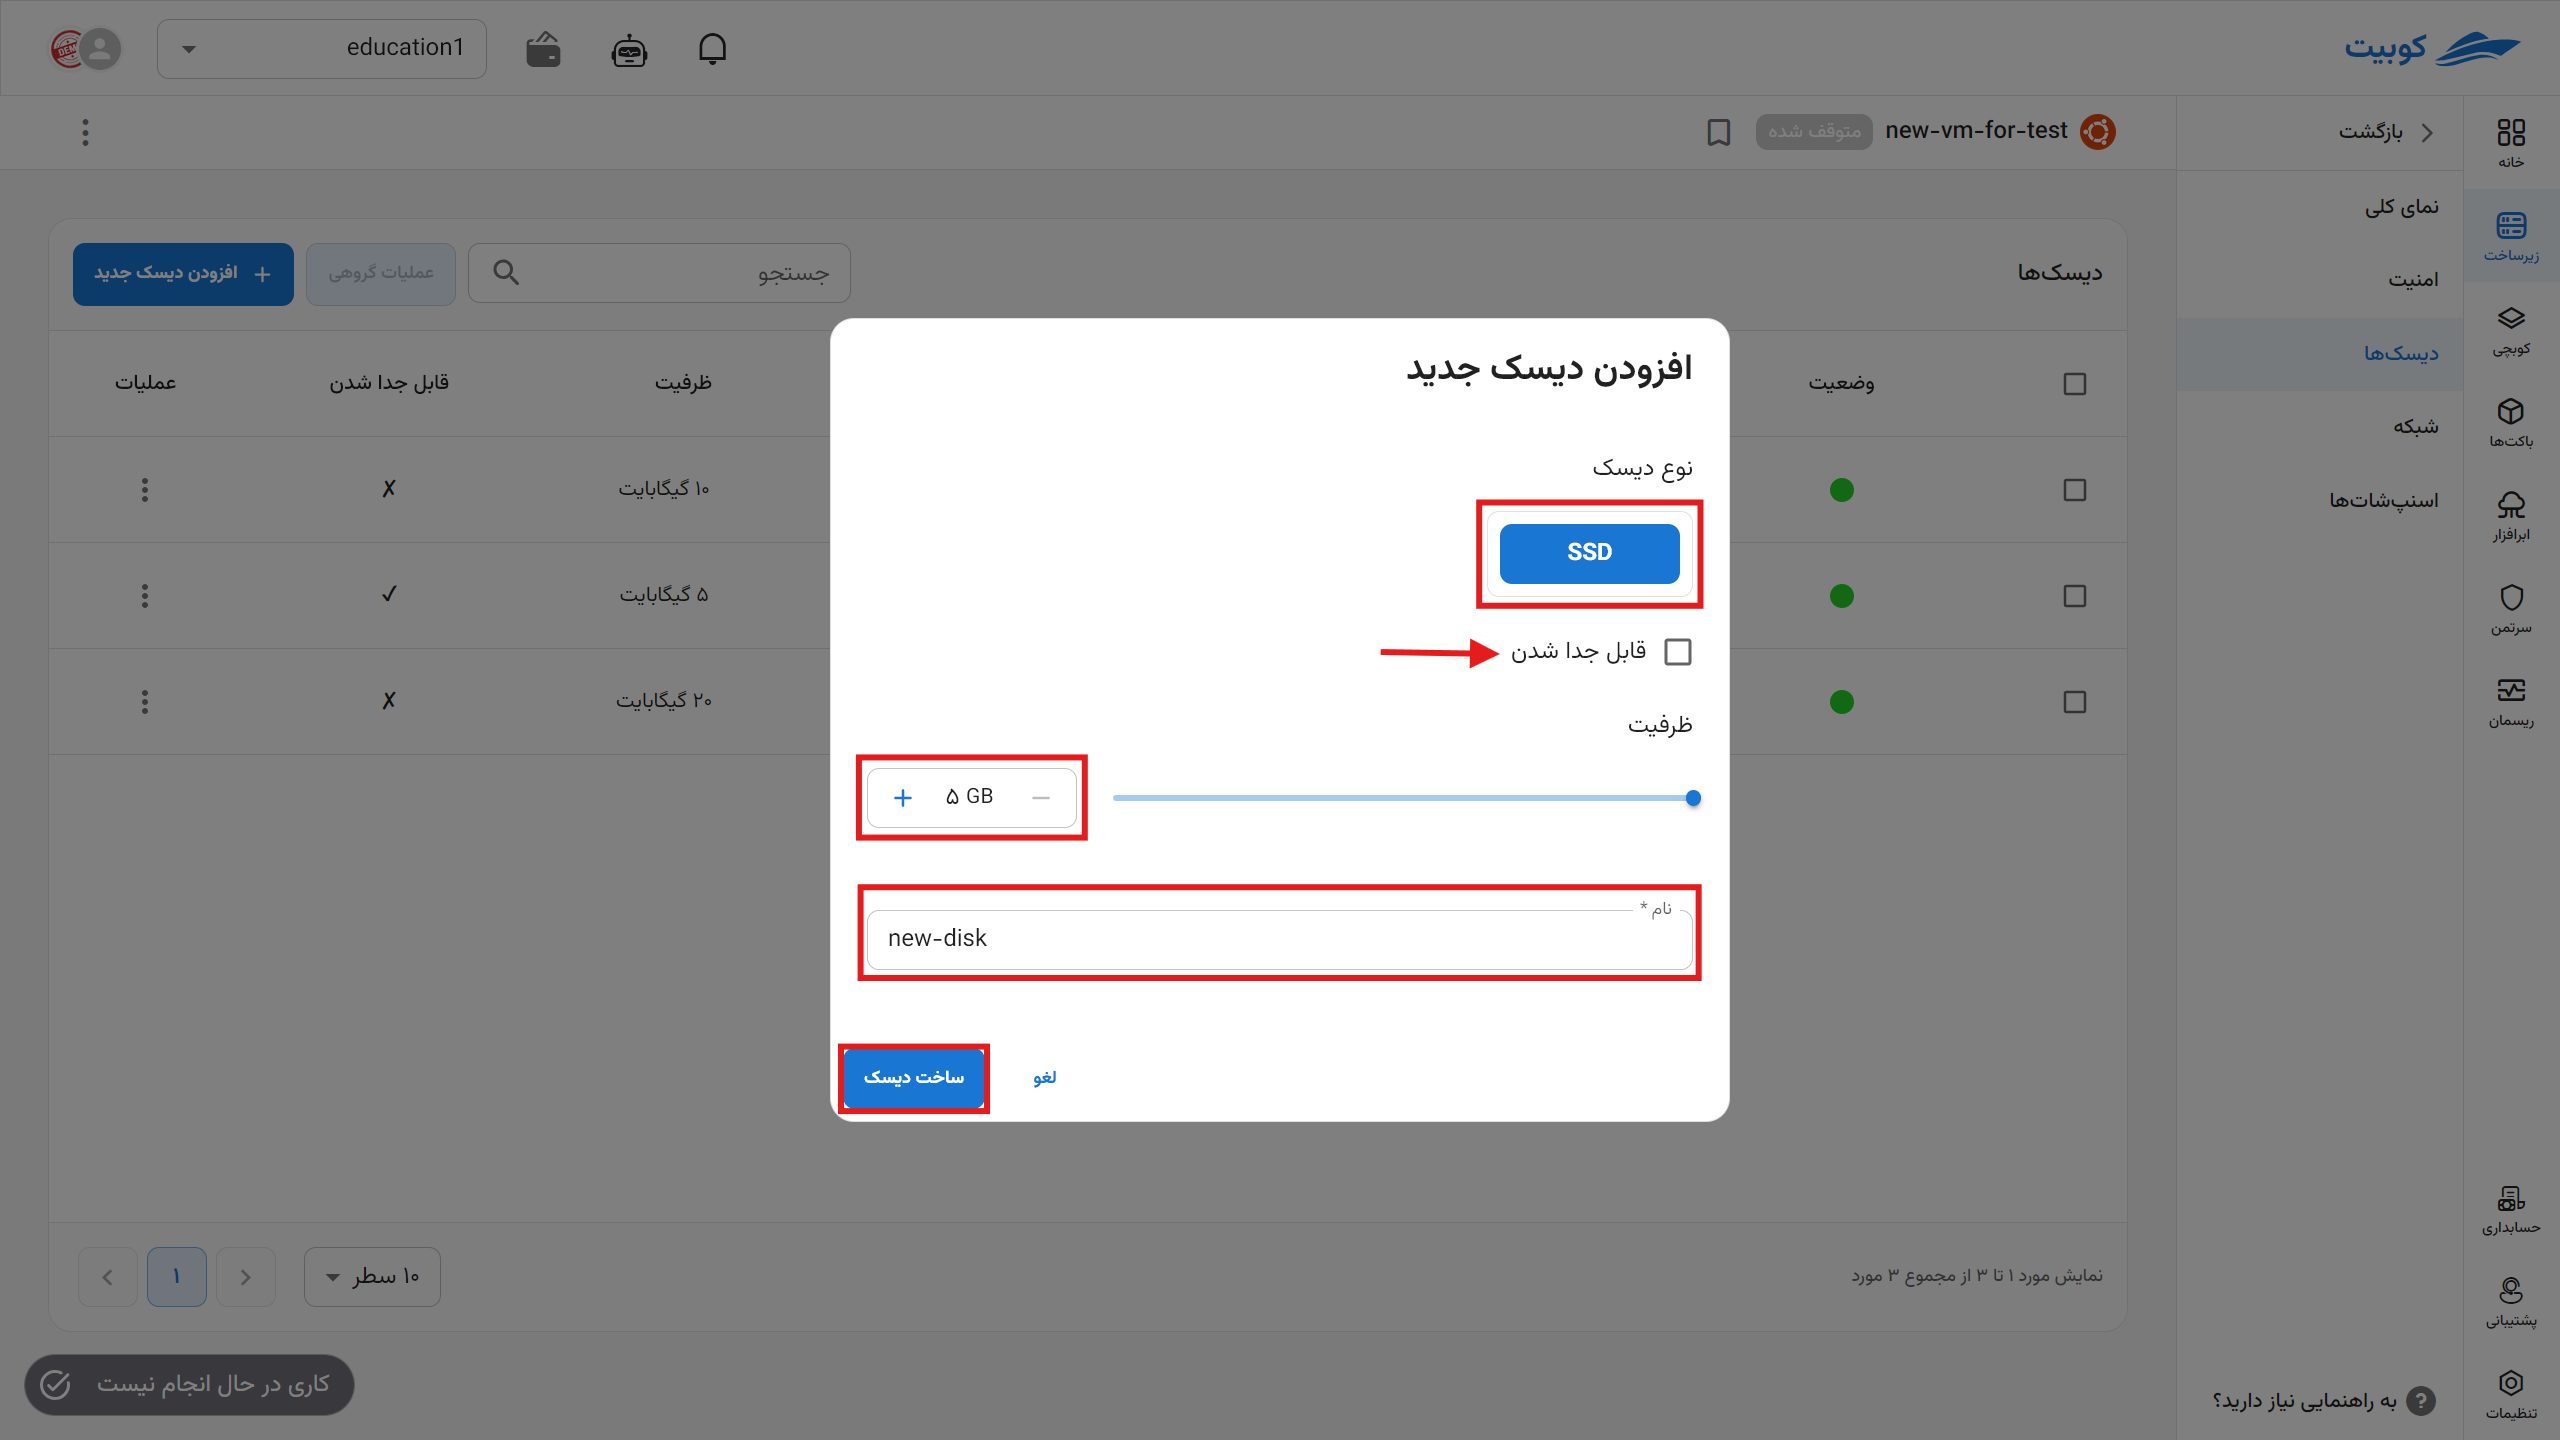 کوبیت
education1
خانه
زیرساخت
کوبچی
باکت‌ها
ابرافزار
سرتمن
ریسمان
حسابداری
پشتیبانی
تنظیمات
بازگشت
نمای کلی
امنیت
دیسک‌ها
شبکه
اسنپ‌شات‌ها
به راهنمایی نیاز دارید؟
new-vm-for-test
متوقف شده
دیسک‌ها
جستجو
عملیات گروهی
افزودن دیسک جدید
وضعیت
ظرفیت
قابل جدا شدن
عملیات
۱۰ گیگابایت
✗
۵ گیگابایت
✓
۲۰ گیگابایت
✗
افزودن دیسک جدید
نوع دیسک
SSD
قابل جدا شدن
ظرفیت
۵ GB
نام *
new-disk
لغو
ساخت دیسک
نمایش مورد ۱ تا ۳ از مجموع ۳ مورد
۱۰ سطر
۱
کاری در حال انجام نیست